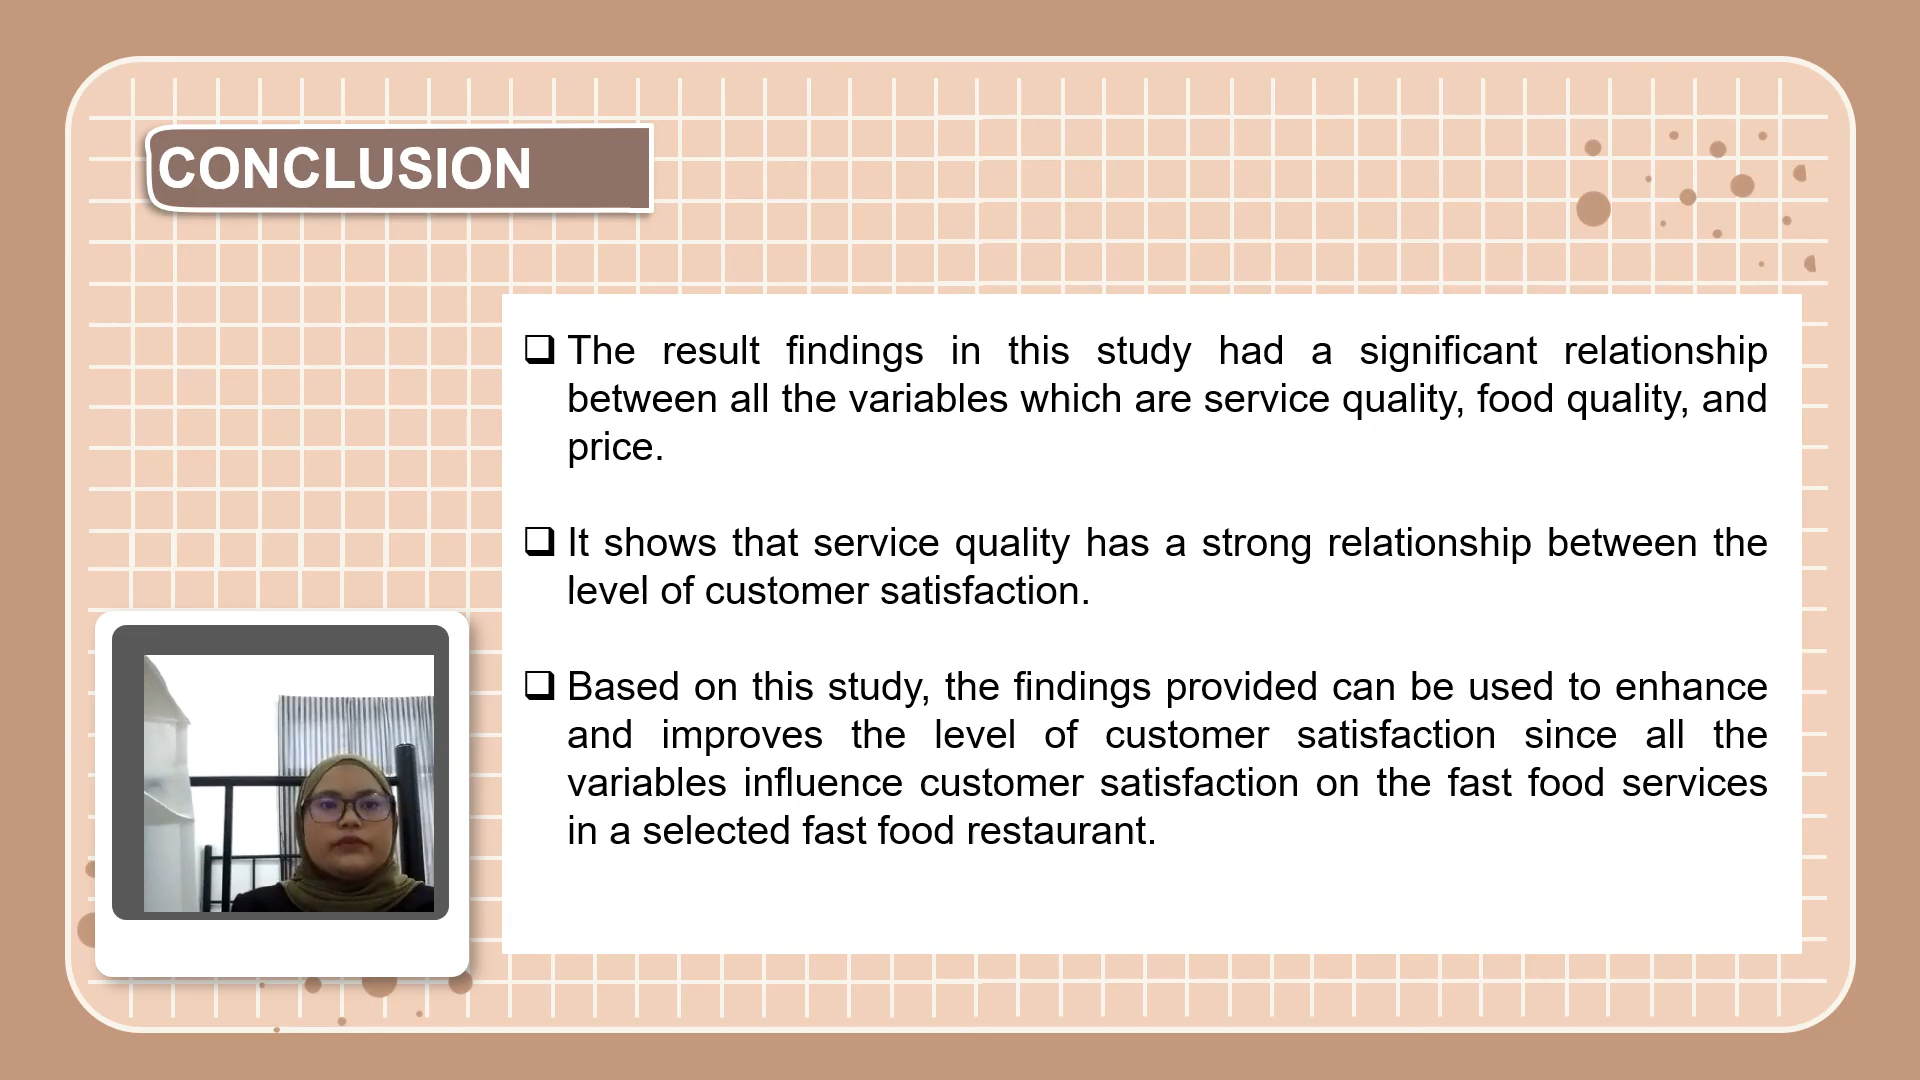 CONCLUSION
The result findings in this study had a significant relationship
between all the variables which are service quality, food quality, and
price.
It shows that service quality has a strong relationship between the
level of customer satisfaction.
Based on this study, the findings provided can be used to enhance
and improves the level of customer satisfaction since all the
variables influence customer satisfaction on the fast food services
in a selected fast food restaurant.